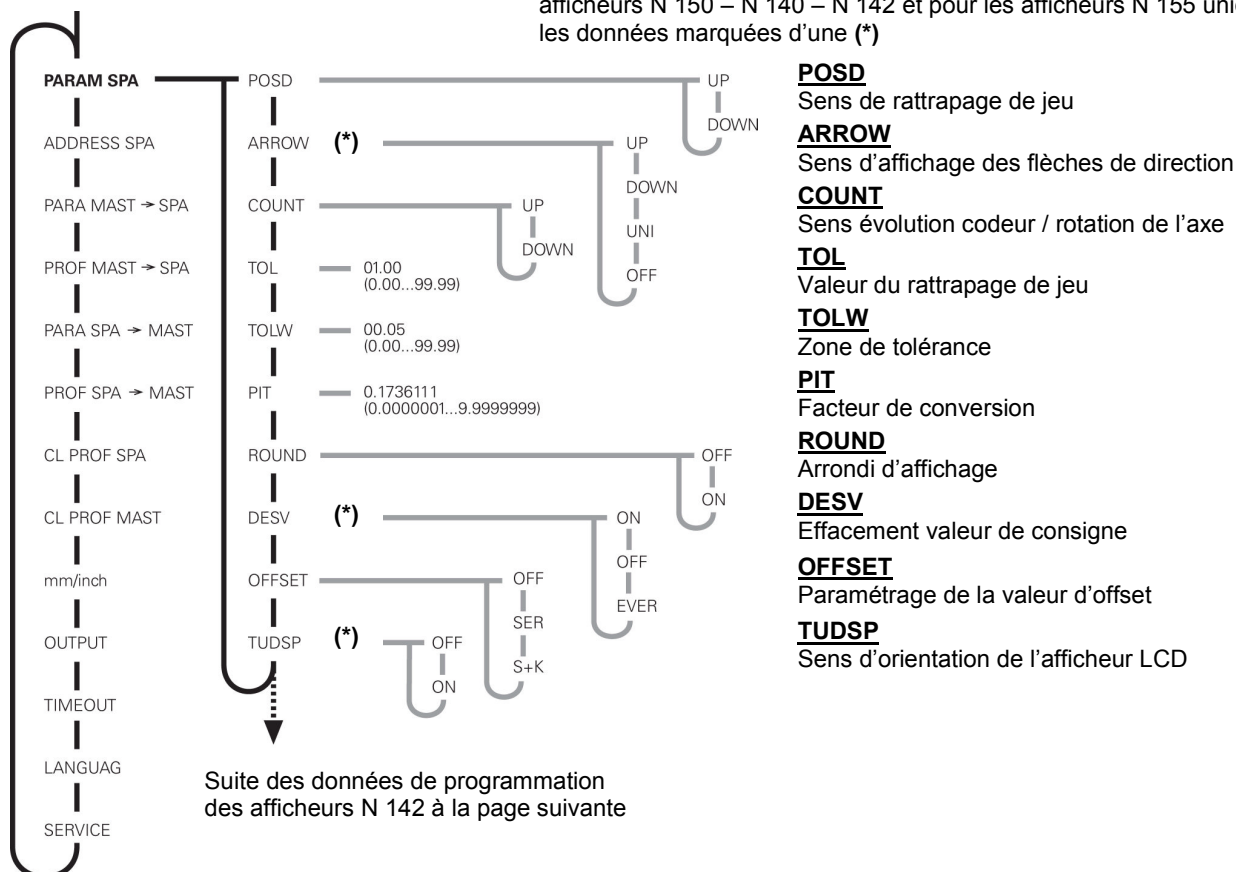 afficheurs N 150 – N 140 – N 142 et pour les afficheurs N 155
les données marquées d'une (*)
PARAM SPA
ADDRESS SPA
PARA MAST → SPA
PROF MAST → SPA
PARA SPA → MAST
PROF SPA → MAST
CL PROF SPA
CL PROF MAST
mm/inch
OUTPUT
TIMEOUT
LANGUAG
SERVICE
POSD
UP
DOWN
ARROW (*)
UP
DOWN
UNI
OFF
COUNT
UP
DOWN
TOL 01.00
(0.00...99.99)
TOLW 00.05
(0.00...99.99)
PIT 0.1736111
(0.0000001...9.9999999)
ROUND
OFF
ON
DESV (*)
ON
OFF
EVER
OFFSET
OFF
SER
S+K
TUDSP (*)
OFF
ON
Suite des données de programmation
des afficheurs N 142 à la page suivante
POSD
Sens de rattrapage de jeu
ARROW
Sens d'affichage des flèches de direction
COUNT
Sens évolution codeur / rotation de l'axe
TOL
Valeur du rattrapage de jeu
TOLW
Zone de tolérance
PIT
Facteur de conversion
ROUND
Arrondi d'affichage
DESV
Effacement valeur de consigne
OFFSET
Paramétrage de la valeur d'offset
TUDSP
Sens d'orientation de l'afficheur LCD